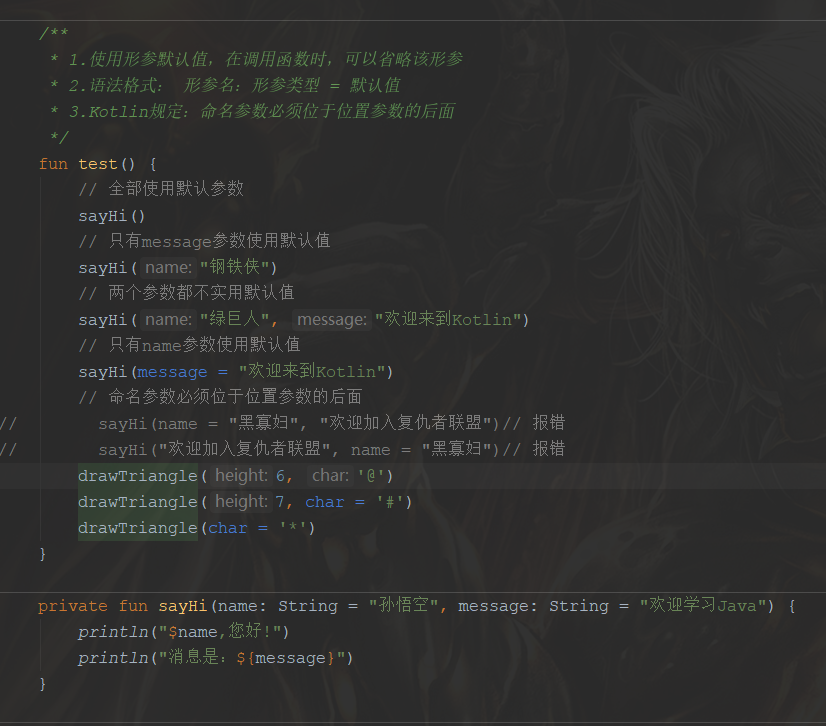 /**
 * 1.使用形参默认值，在调用函数时，可以省略该形参
 * 2.语法格式： 形参名：形参类型 = 默认值
 * 3.Kotlin规定：命名参数必须位于位置参数的后面
 */
fun test() {
    // 全部使用默认参数
    sayHi()
    // 只有message参数使用默认值
    sayHi( name: "钢铁侠")
    // 两个参数都不实用默认值
    sayHi( name: "绿巨人", message: "欢迎来到Kotlin")
    // 只有name参数使用默认值
    sayHi(message = "欢迎来到Kotlin")
    // 命名参数必须位于位置参数的后面
//    sayHi(name = "黑寡妇", "欢迎加入复仇者联盟")// 报错
//    sayHi("欢迎加入复仇者联盟", name = "黑寡妇")// 报错
    drawTriangle( height: 6, char: '@')
    drawTriangle( height: 7, char = '#')
    drawTriangle(char = '*')
}
private fun sayHi(name: String = "孙悟空", message: String = "欢迎学习Java") {
    println("$name,您好!")
    println("消息是：${message}")
}